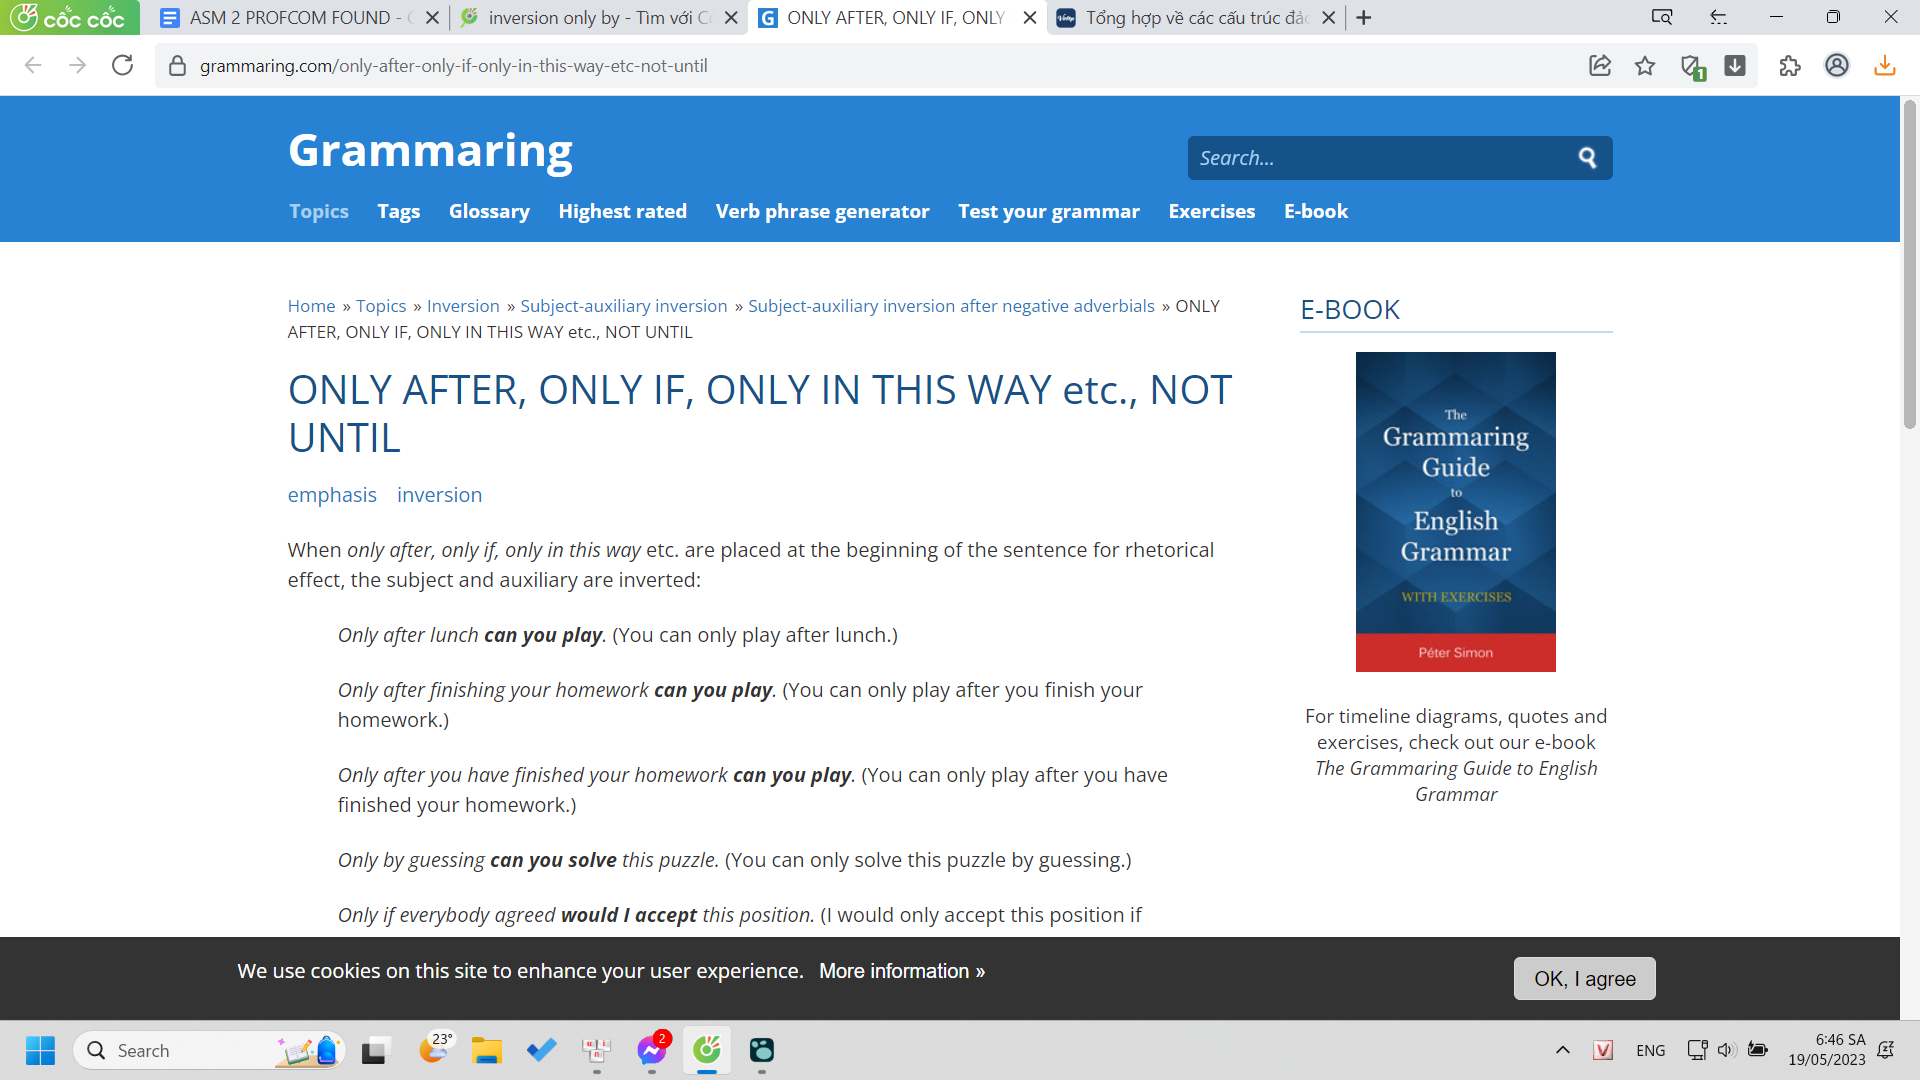 cốc cốc
ASM 2 PROFCOM FOUND -
inversion only by - Tìm với C
ONLY AFTER, ONLY IF, ONLY
Tổng hợp về các cấu trúc đả
grammaring.com/only-after-only-if-only-in-this-way-etc-not-until
1
Grammaring
Search...
Topics Tags Glossary Highest rated Verb phrase generator Test your grammar Exercises E-book
Home » Topics » Inversion » Subject-auxiliary inversion » Subject-auxiliary inversion after negative adverbials » ONLY
AFTER, ONLY IF, ONLY IN THIS WAY etc., NOT UNTIL
ONLY AFTER, ONLY IF, ONLY IN THIS WAY etc., NOT
UNTIL
emphasis inversion
When only after, only if, only in this way etc. are placed at the beginning of the sentence for rhetorical
effect, the subject and auxiliary are inverted:
Only after lunch can you play. (You can only play after lunch.)
Only after finishing your homework can you play. (You can only play after you finish your
homework.)
Only after you have finished your homework can you play. (You can only play after you have
finished your homework.)
Only by guessing can you solve this puzzle. (You can only solve this puzzle by guessing.)
Only if everybody agreed would I accept this position. (I would only accept this position if
E-BOOK
The
Grammaring
Guide
to
English
Grammar
WITH EXERCISES
Péter Simon
For timeline diagrams, quotes and
exercises, check out our e-book
The Grammaring Guide to English
Grammar
We use cookies on this site to enhance your user experience. More information »
OK, I agree
Search
23°
2
ENG
6:46 SA
19/05/2023